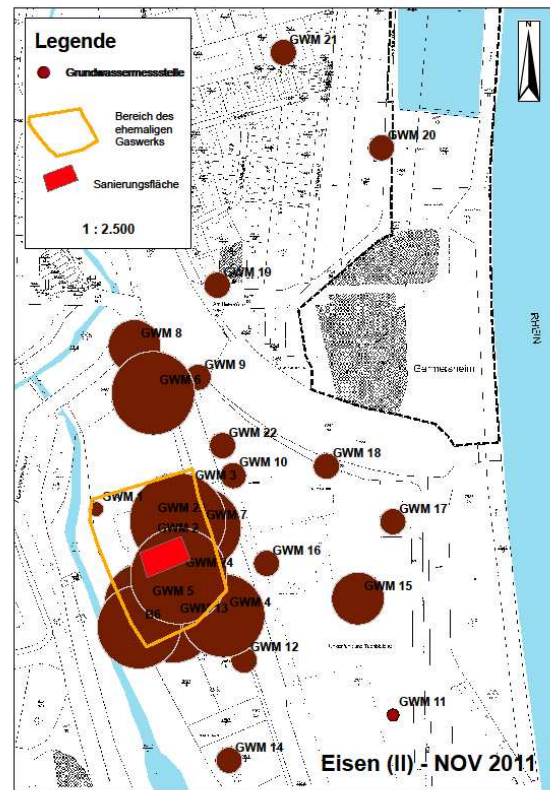 Legende
Grundwassermessstelle
Bereich des
ehemaligen
Gaswerks
Sanierungsfläche
1 : 2.500
N
GWM 21
GWM 20
GWM 19
RHEIN
GWM 8
Germersheim
GWM 9
GWM 6
GWM 22
GWM 18
GWM 10
GWM 3
GWM 1
GWM 2
GWM 7
GWM 17
GWM 16
GWM 5
GWM 15
GWM 13
GWM 4
B6
GWM 12
GWM 11
GWM 14
Eisen (II) - NOV 2011